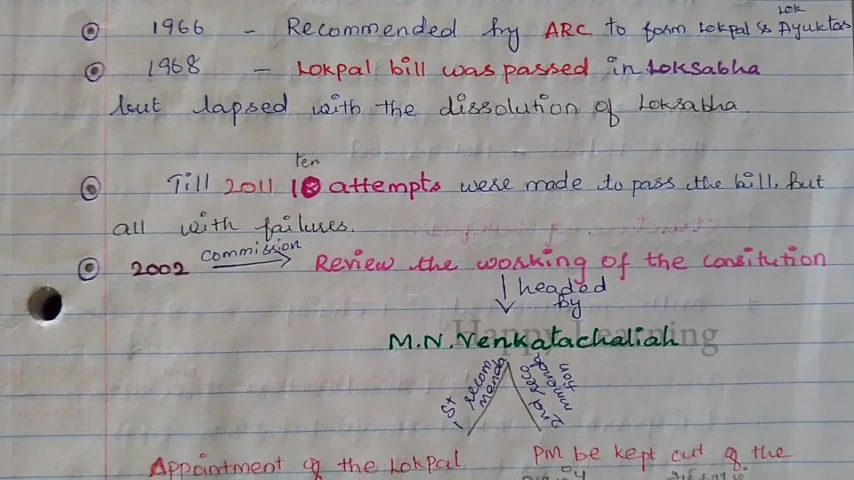 1966 - Recommended by ARC to form Lokpal & Lok Ayuktas
1968 - Lokpal bill was passed in Loksabha
but lapsed with the dissolution of Loksabha.
Till 2011 10 ten attempts were made to pass the bill, but
all with failures.
2002 commission Review the working of the consitution
headed
by
Happy Learning
M.N. Venkatachaliah
1st recommenda
2nd recommendation
Appointment of the Lokpal
PM be kept out of the